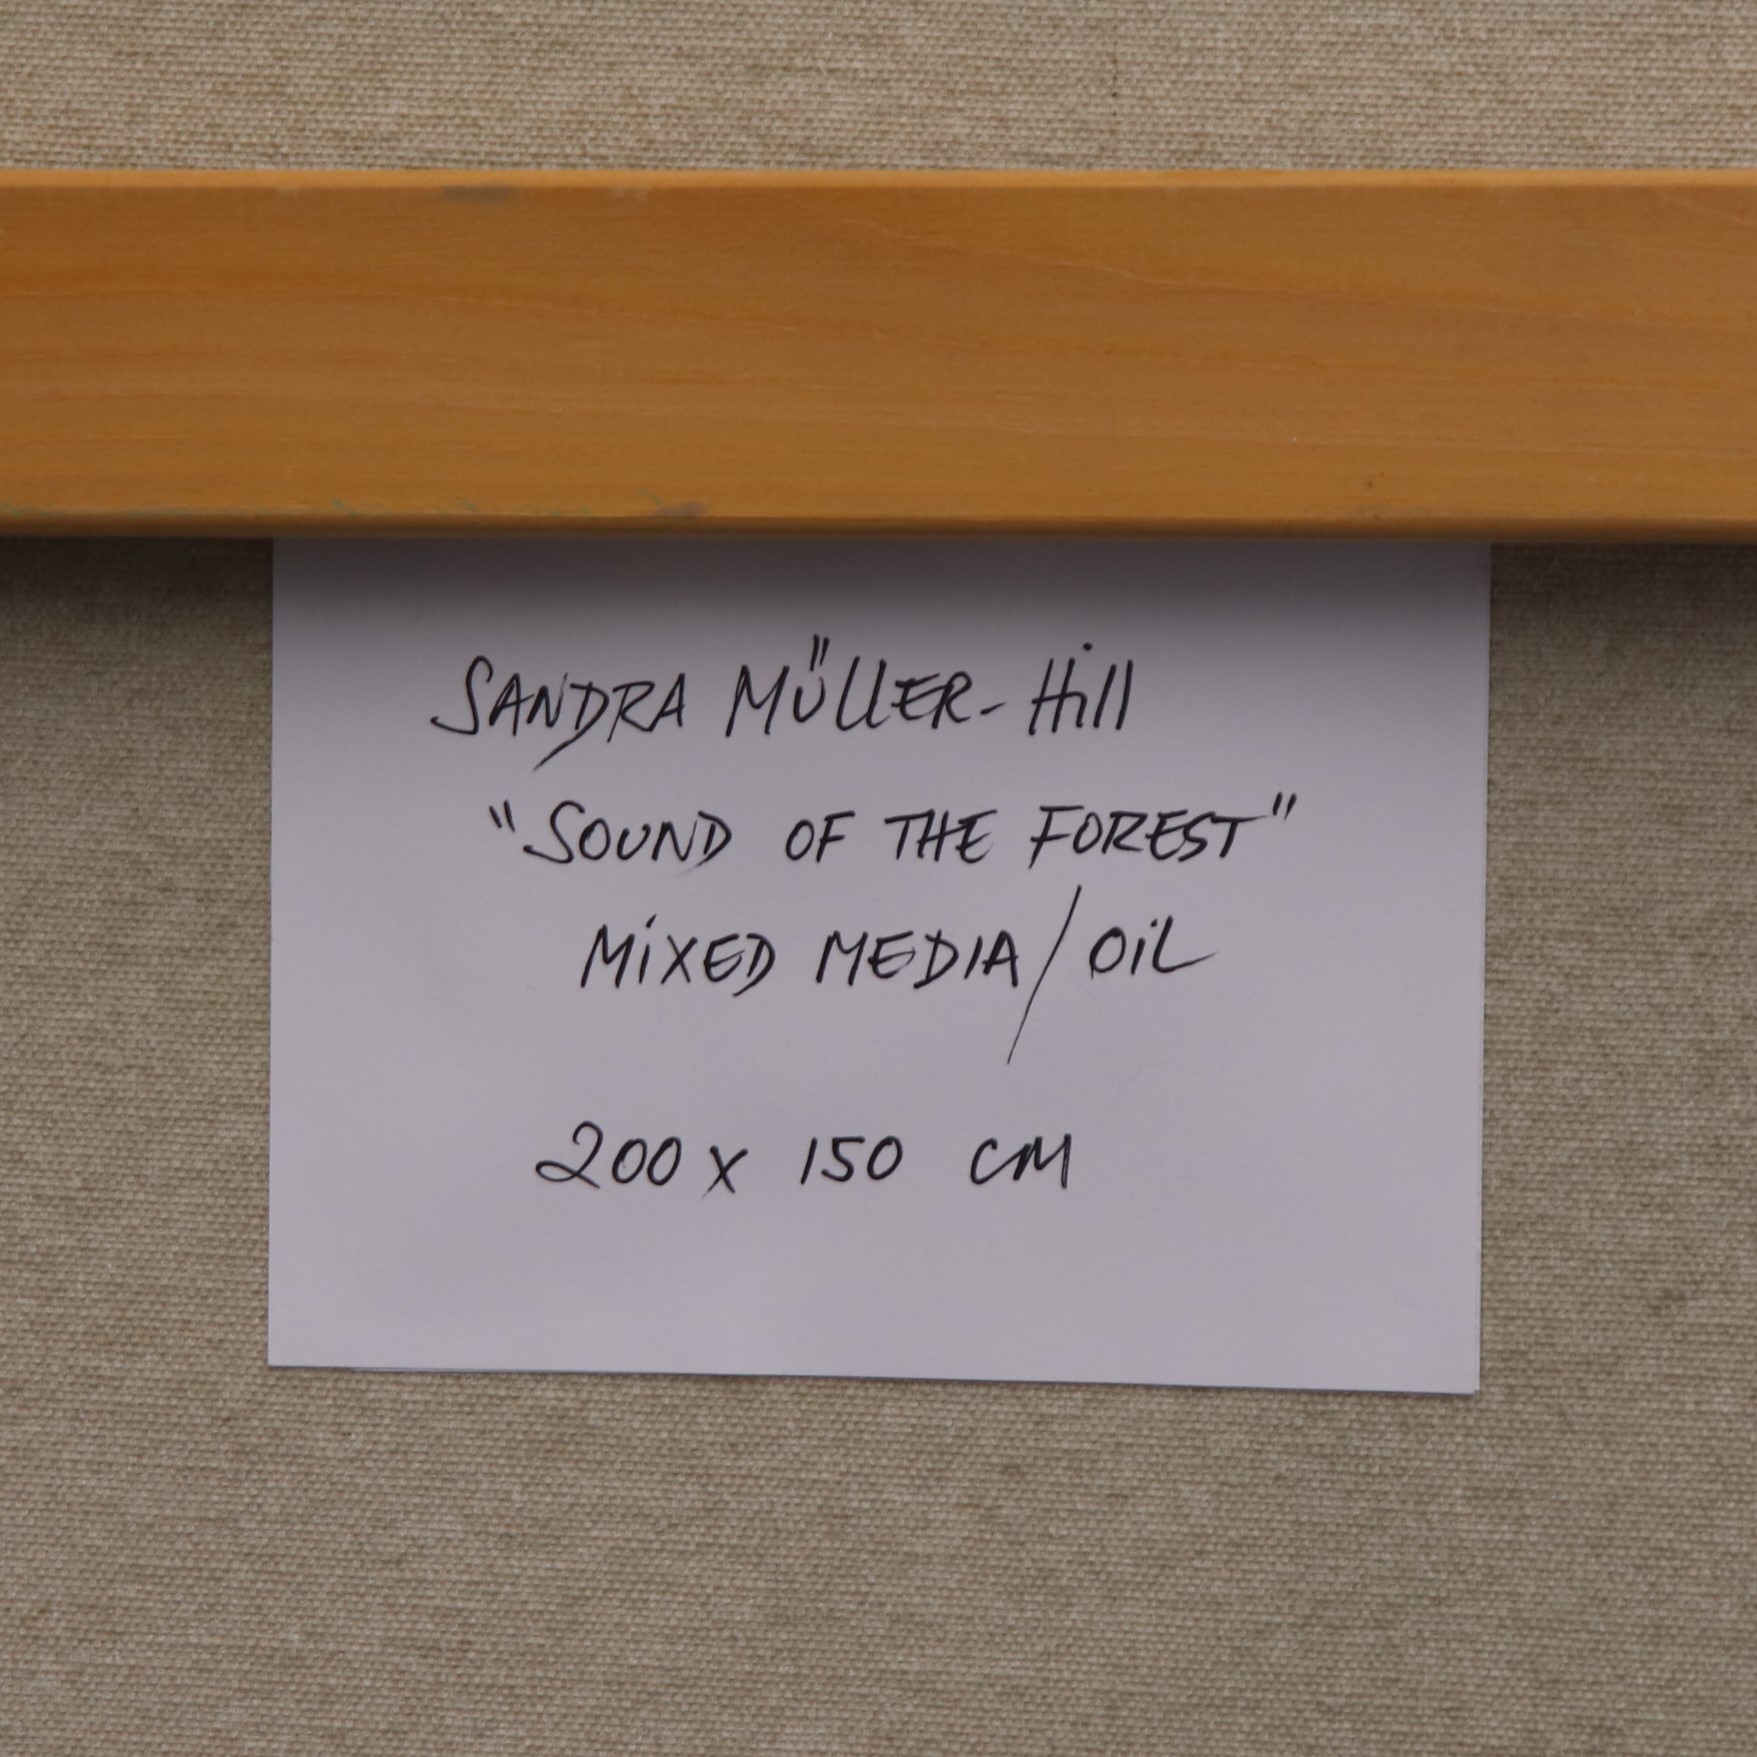 SANDRA MÜLLER-Hill
"SOUND OF THE FOREST"
MiXED MEDIA/OiL
200 x 150 CM